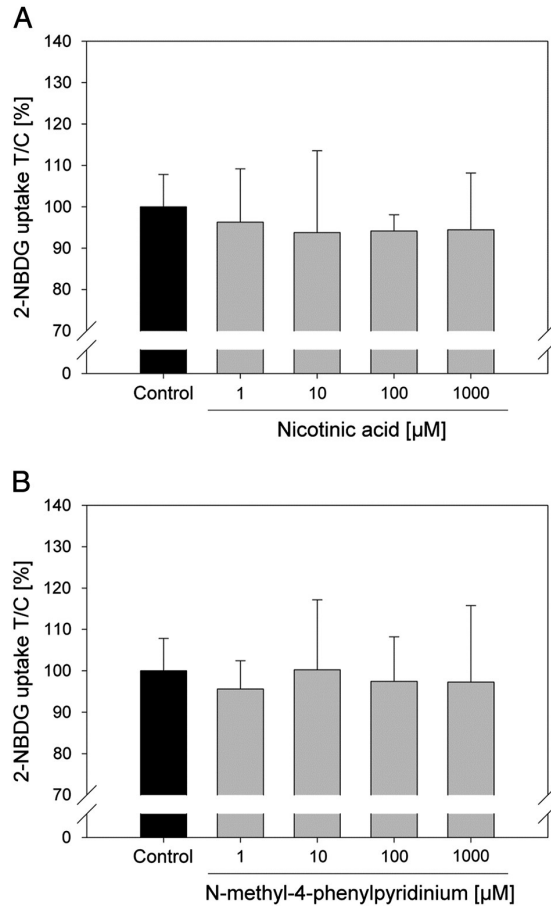 A
2-NBDG uptake T/C [%]
140
130
120
110
100
90
80
70
0
Control 1 10 100 1000
Nicotinic acid [µM]
B
2-NBDG uptake T/C [%]
140
130
120
110
100
90
80
70
0
Control 1 10 100 1000
N-methyl-4-phenylpyridinium [µM]